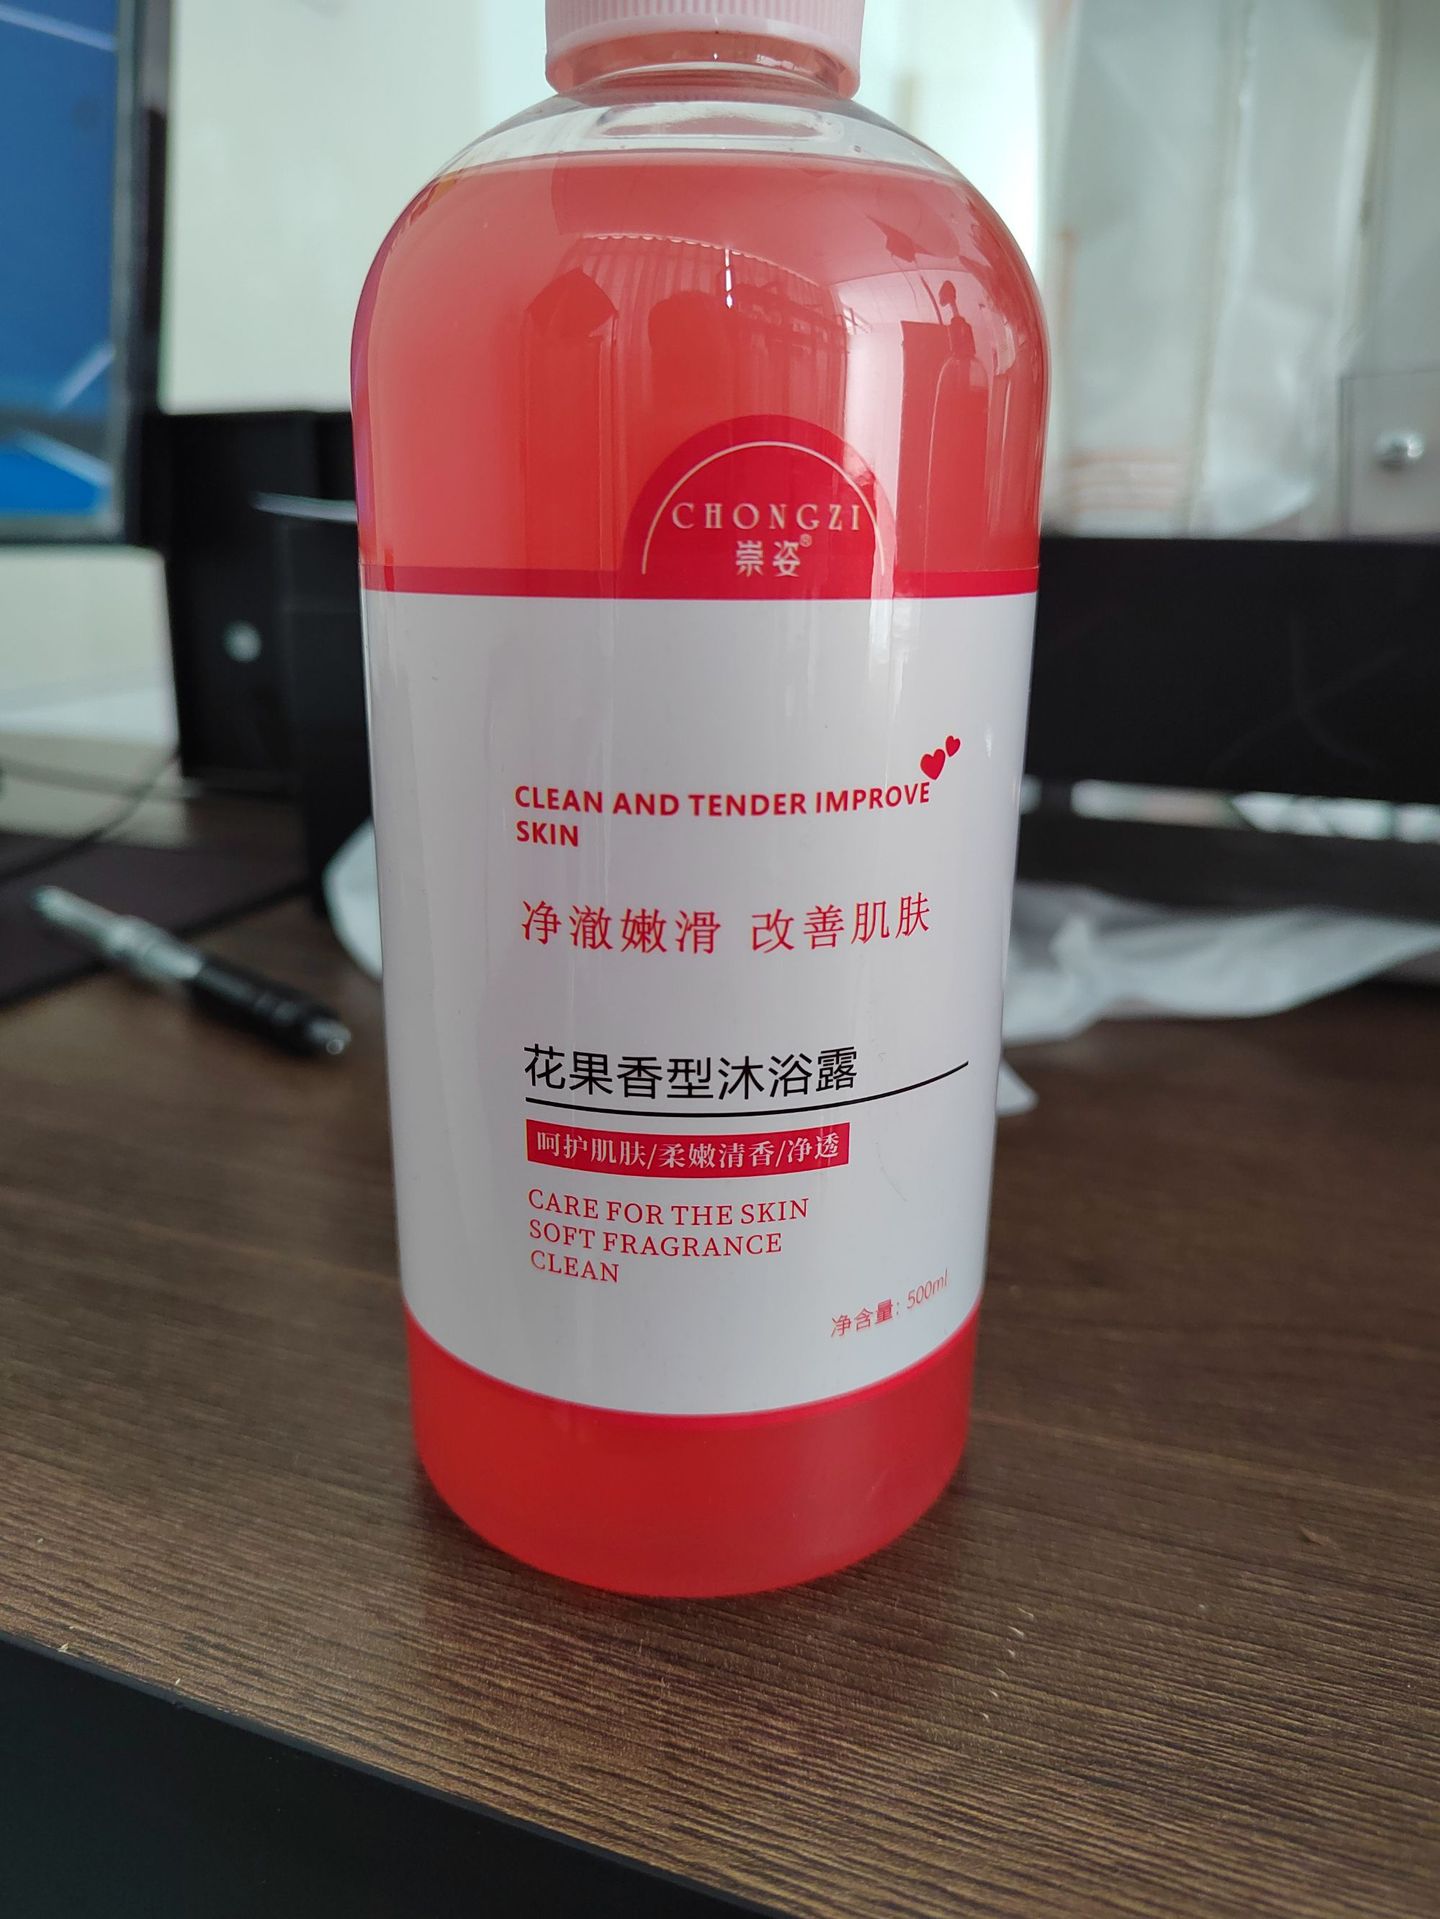 CHONGZI
崇姿®
CLEAN AND TENDER IMPROVE
SKIN
净澈嫩滑 改善肌肤
花果香型沐浴露
呵护肌肤/柔嫩清香/净透
CARE FOR THE SKIN
SOFT FRAGRANCE
CLEAN
净含量：500ml